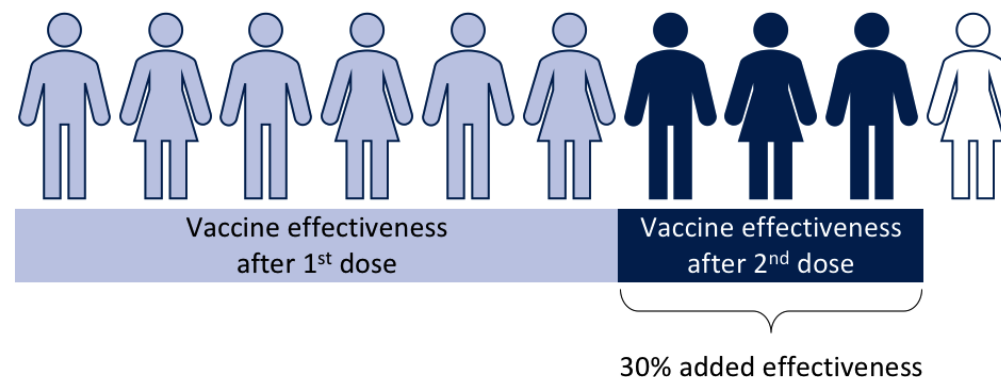 Vaccine effectiveness
after 1st dose
Vaccine effectiveness
after 2nd dose
30% added effectiveness